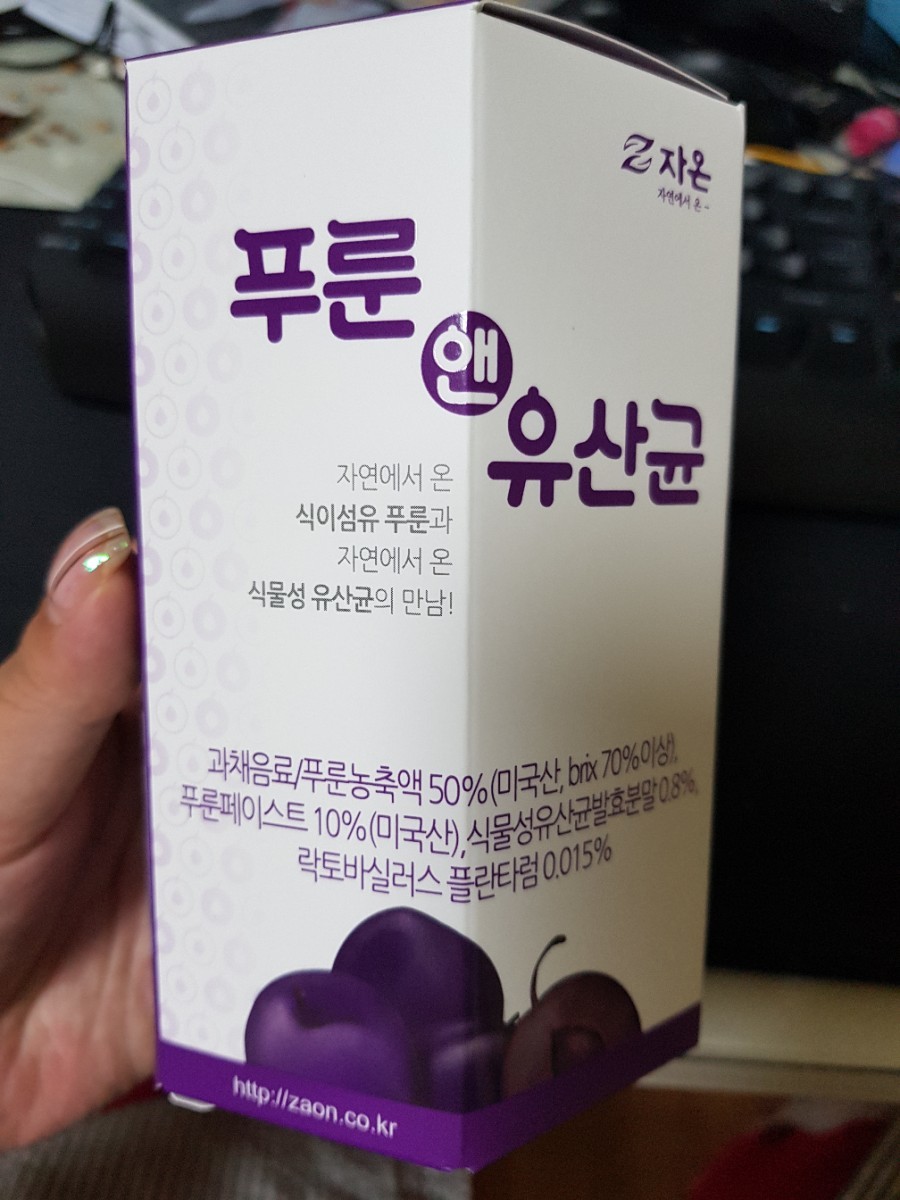 자온
자연에서 온~
푸룬
앤
유산균
자연에서 온
식이섬유 푸룬과
자연에서 온
식물성 유산균의 만남!
과채음료/푸룬농축액 50%(미국산, brix 70%이상),
푸룬페이스트 10%(미국산),식물성유산균발효분말0.8%,
락토바실러스 플란타럼 0.015%
http://zaon.co.kr